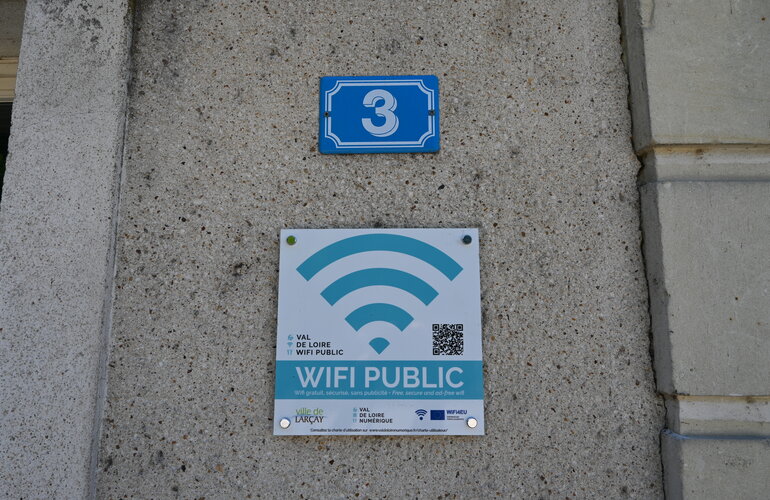 3
VAL
DE LOIRE
WIFI PUBLIC
WIFI PUBLIC
Wifi gratuit, sécurisé, sans publicité - Free, secure and ad-free wifi
ville de
LARÇAY
VAL
DE LOIRE
NUMÉRIQUE
WiFi4EU